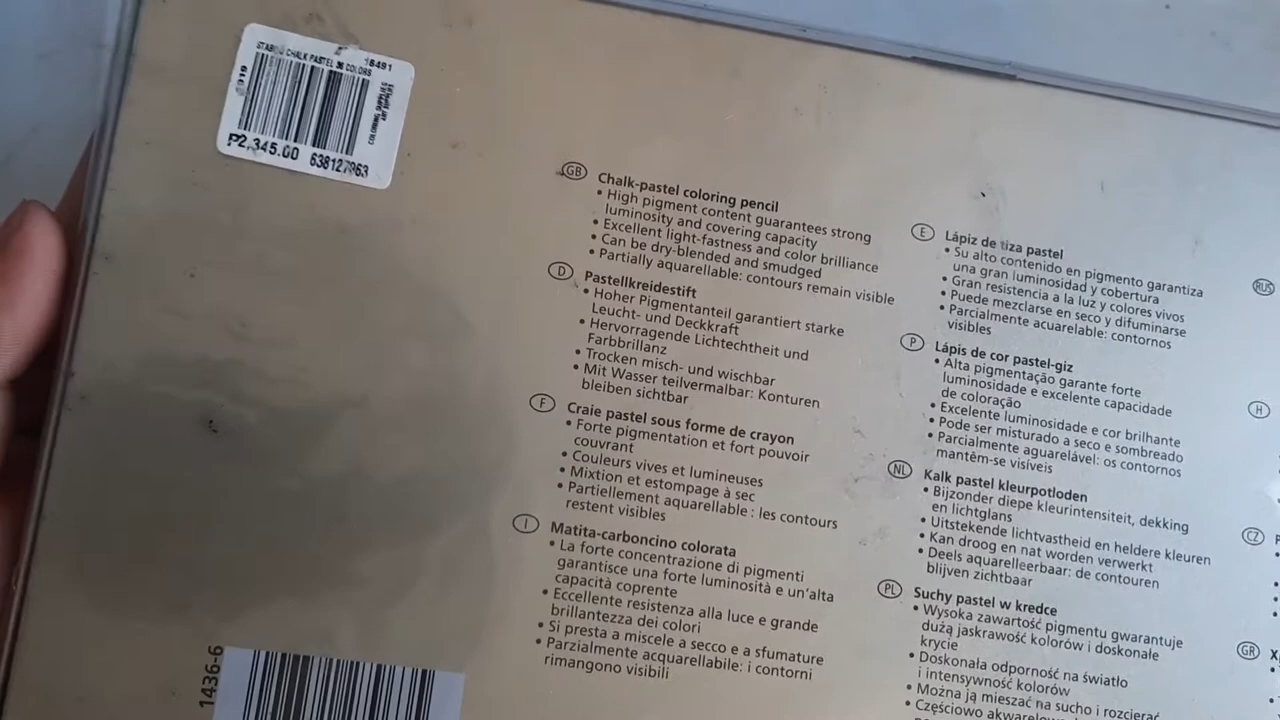 CHALK PASTEL 36 COLORS
18491
₱2,345.00
GB
Chalk-pastel coloring pencil
• High pigment content guarantees strong
luminosity and covering capacity
• Excellent light-fastness and color brilliance
• Can be dry-blended and smudged
• Partially aquarellable: contours remain visible
D
Pastellkreidestift
• Hoher Pigmentanteil garantiert starke
Leucht- und Deckkraft
• Hervorragende Lichtechtheit und
Farbbrillanz
• Trocken misch- und wischbar
• Mit Wasser teilvermalbar: Konturen
bleiben sichtbar
F
Craie pastel sous forme de crayon
• Forte pigmentation et fort pouvoir
couvrant
• Couleurs vives et lumineuses
• Mixtion et estompage à sec
• Partiellement aquarellable : les contours
restent visibles
I
Matita-carboncino colorata
• La forte concentrazione di pigmenti
garantisce una forte luminosità e un'alta
capacità coprente
• Eccellente resistenza alla luce e grande
brillantezza dei colori
• Si presta a miscele a secco e a sfumature
• Parzialmente acquarellabile: i contorni
rimangono visibili
1436-6
E
Lápiz de tiza pastel
• Su alto contenido en pigmento garantiza
una gran luminosidad y cobertura
• Gran resistencia a la luz y colores vivos
• Puede mezclarse en seco y difuminarse
• Parcialmente acuarelable: contornos
visibles
P
Lápis de cor pastel-giz
• Alta pigmentação garante forte
luminosidade e excelente capacidade
de coloração
• Excelente luminosidade e cor brilhante
• Pode ser misturado a seco e sombreado
• Parcialmente aguarelável: os contornos
mantêm-se visíveis
NL
Kalk pastel kleurpotloden
• Bijzonder diepe kleurintensiteit, dekking
en lichtglans
• Uitstekende lichtvastheid en heldere kleuren
• Kan droog en nat worden verwerkt
• Deels aquarelleerbaar: de contouren
blijven zichtbaar
PL
Suchy pastel w kredce
• Wysoka zawartość pigmentu gwarantuje
dużą jaskrawość kolorów i doskonałe
krycie
• Doskonała odporność na światło
i intensywność kolorów
• Można ją mieszać na sucho i rozcierać
• Częściowo
RUS
H
CZ
GR